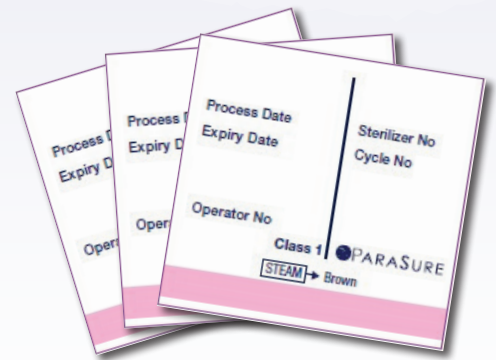 Process
Expiry D
Oper
Process
Expiry D
Oper
Process Date
Expiry Date
Operator No
Sterilizer No
Cycle No
Class 1 PARASURE
STEAM → Brown